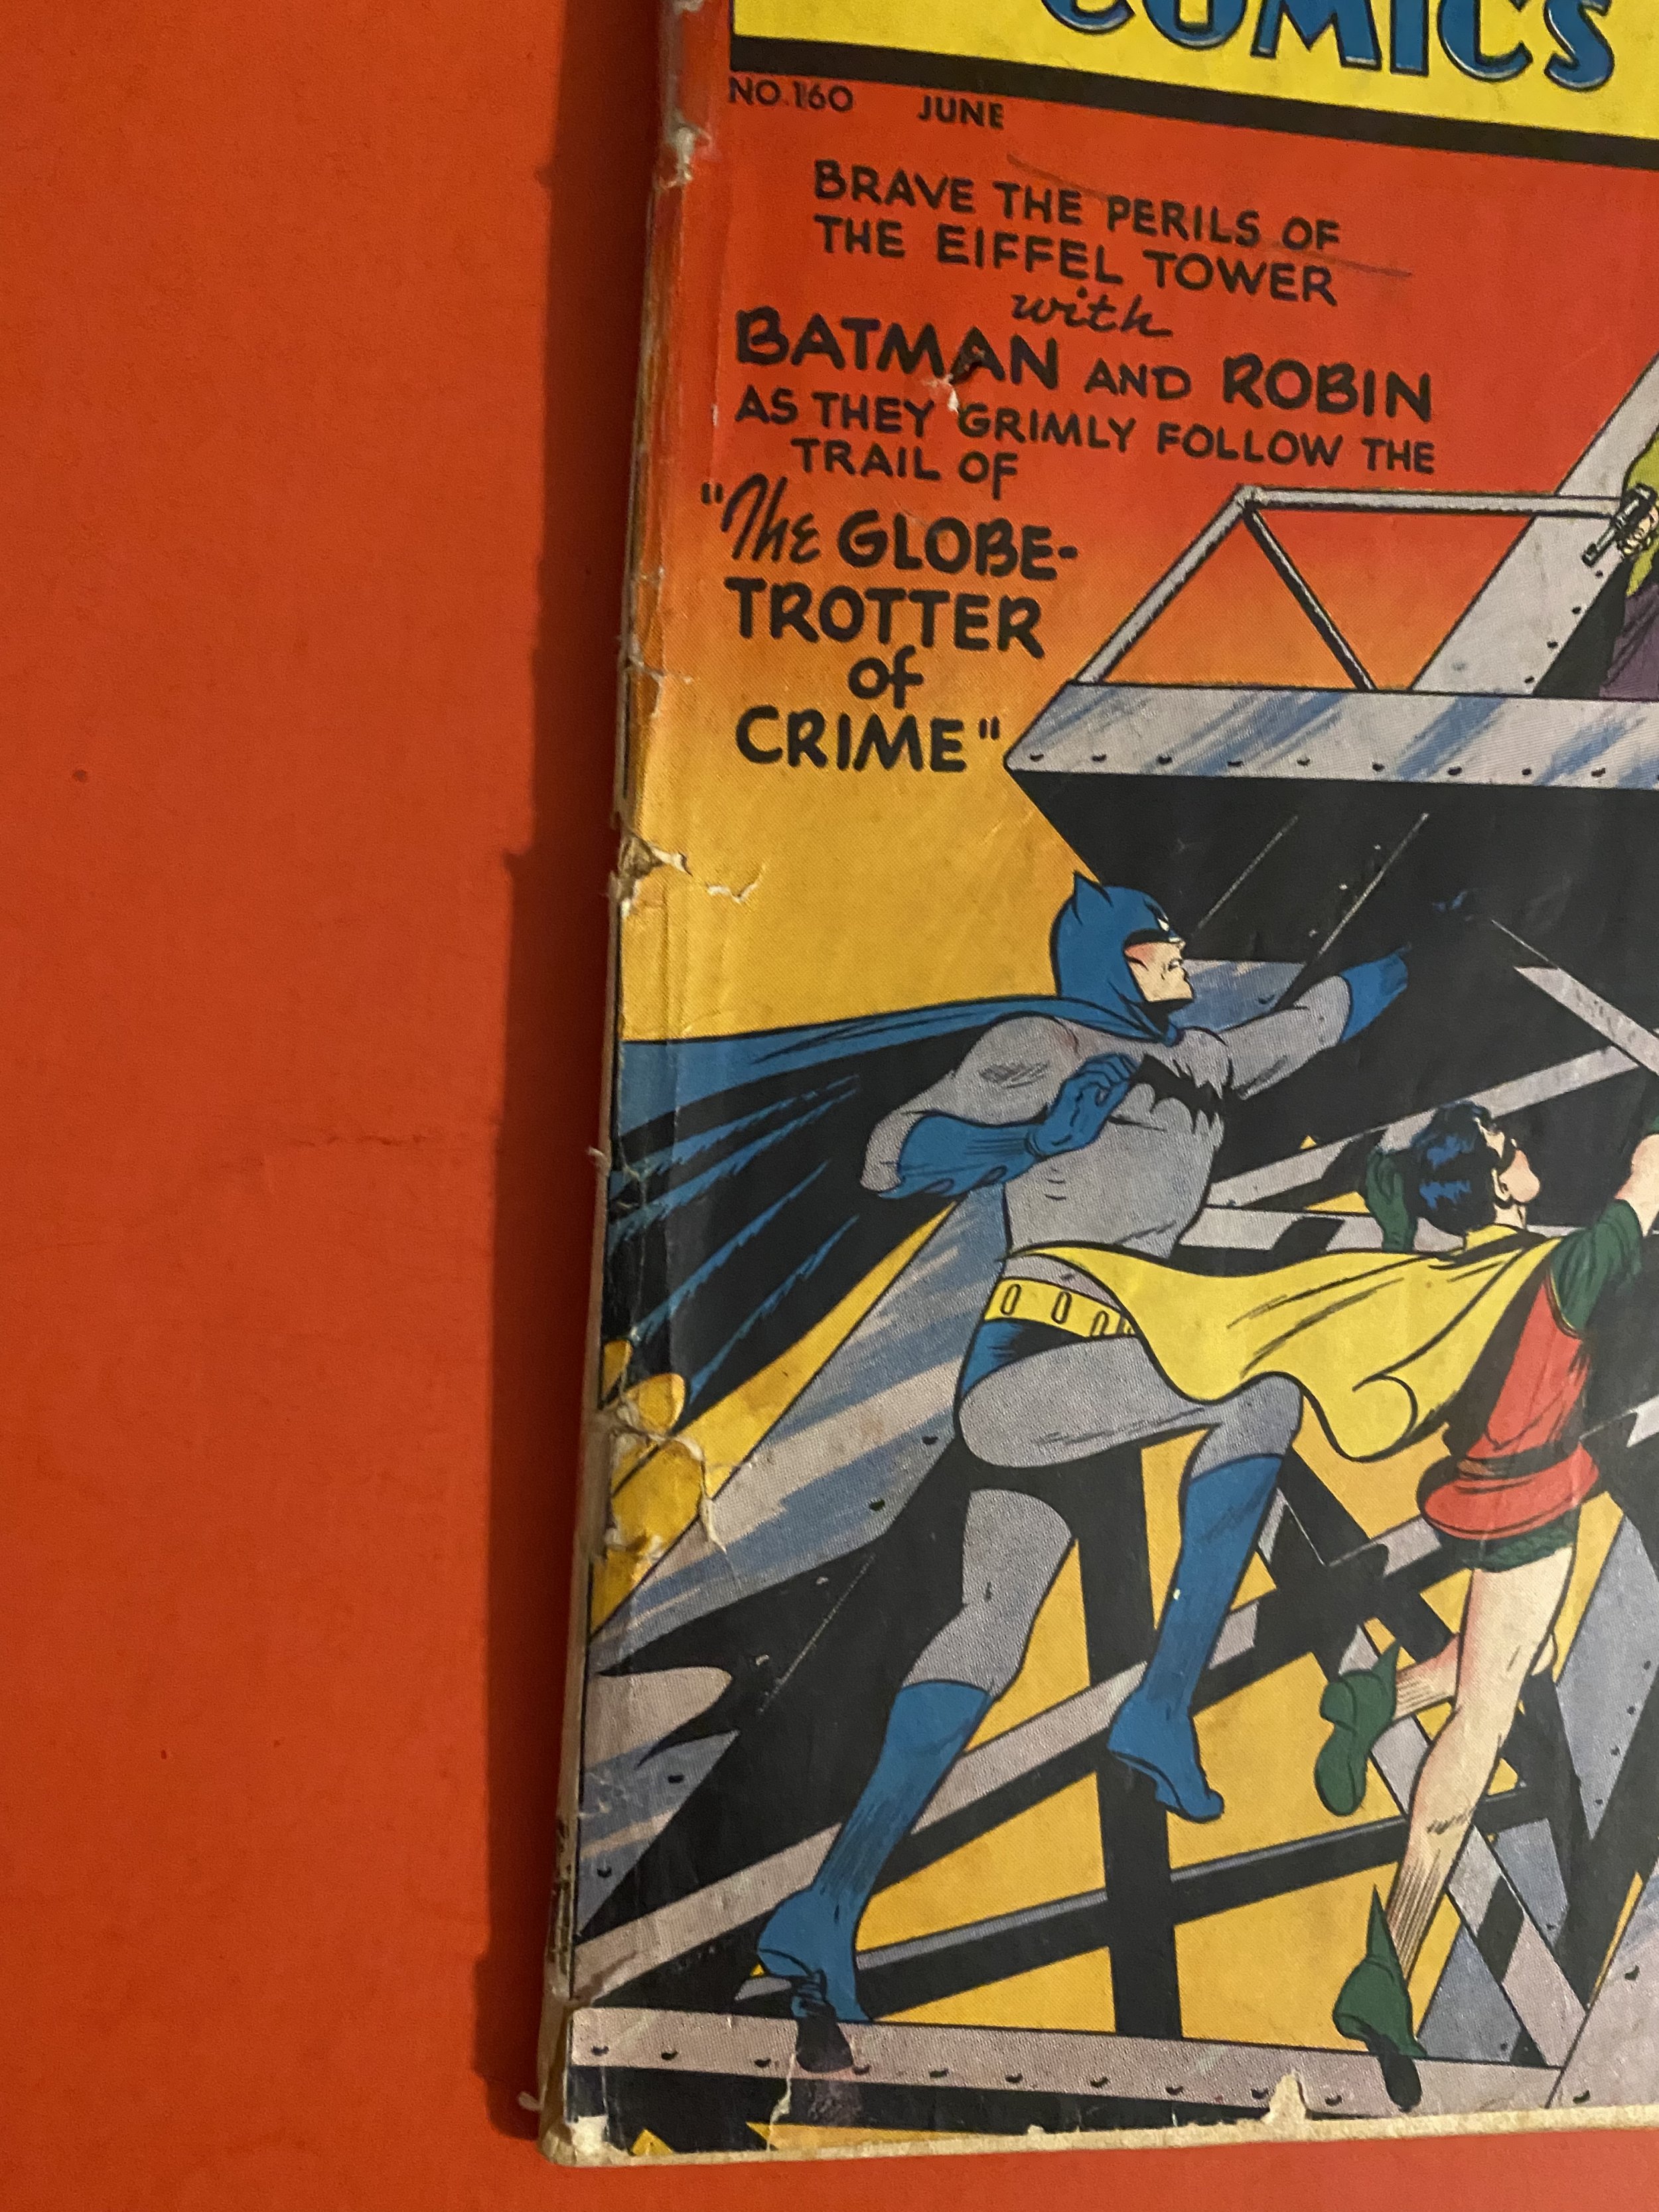 COMICS
NO.160 JUNE
BRAVE THE PERILS OF
THE EIFFEL TOWER
with
BATMAN AND ROBIN
AS THEY GRIMLY FOLLOW THE
TRAIL OF
"The GLOBE-
TROTTER
of
CRIME"